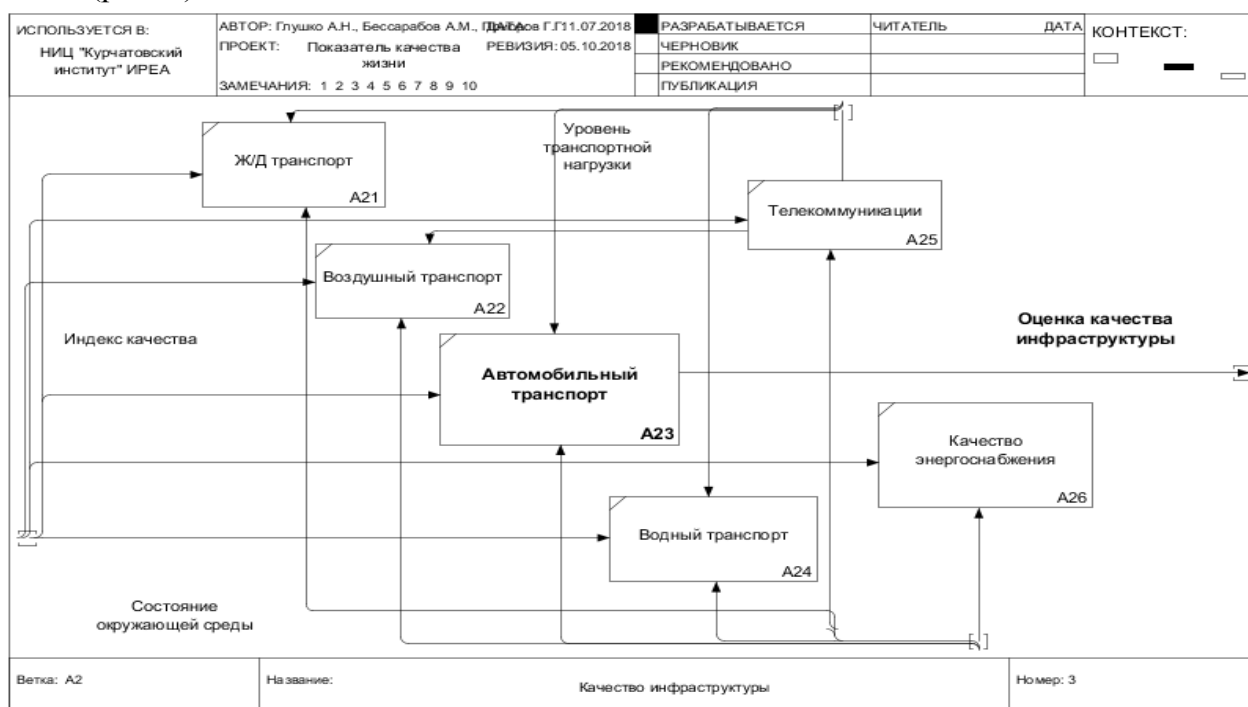 ИСПОЛЬЗУЕТСЯ В:
НИЦ "Курчатовский
институт" ИРЕА
АВТОР: Глушко А.Н., Бессарабов А.М.,
11.07.2018
ПРОЕКТ: Показатель качества
жизни
РЕВИЗИЯ: 05.10.2018
ЗАМЕЧАНИЯ: 1 2 3 4 5 6 7 8 9 10
РАЗРАБАТЫВАЕТСЯ
ЧЕРНОВИК
РЕКОМЕНДОВАНО
ПУБЛИКАЦИЯ
ЧИТАТЕЛЬ ДАТА
КОНТЕКСТ:
Уровень
транспортной
нагрузки
Ж/Д транспорт
A21
Телекоммуникации
A25
Воздушный транспорт
A22
Индекс качества
Оценка качества
инфраструктуры
Автомобильный
транспорт
A23
Качество
энергоснабжения
A26
Водный транспорт
A24
Состояние
окружающей среды
Ветка: A2
Название:
Качество инфраструктуры
Номер: 3